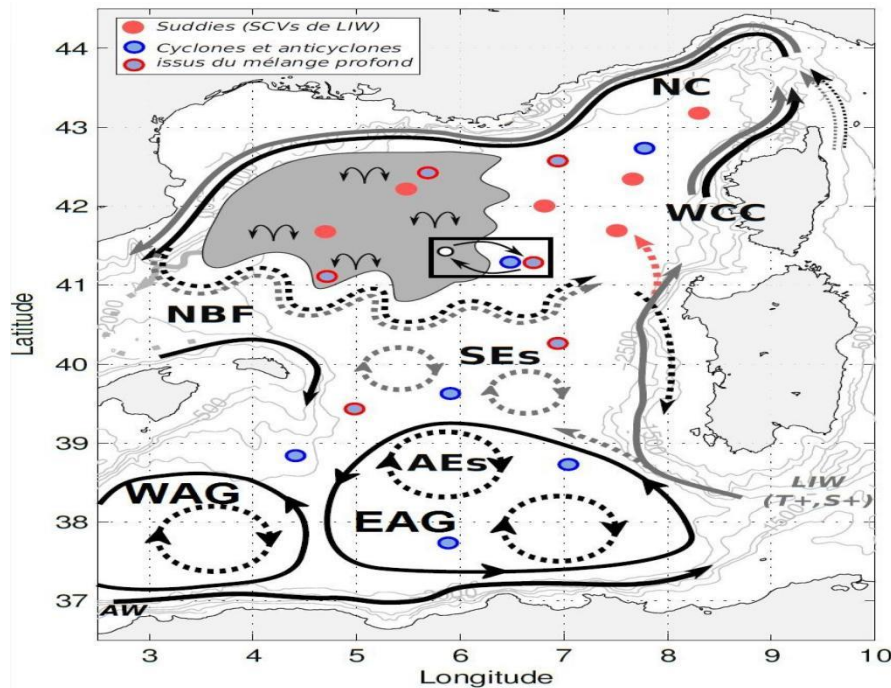 Suddies (SCVs de LIW)
Cyclones et anticyclones
issus du mélange profond
44
43
42
41
40
39
38
37
Latitude
NC
WCC
NBF
SEs
AEs
WAG
EAG
LIW
(T+,S+)
AW
500
2500
3 4 5 6 7 8 9 10
Longitude